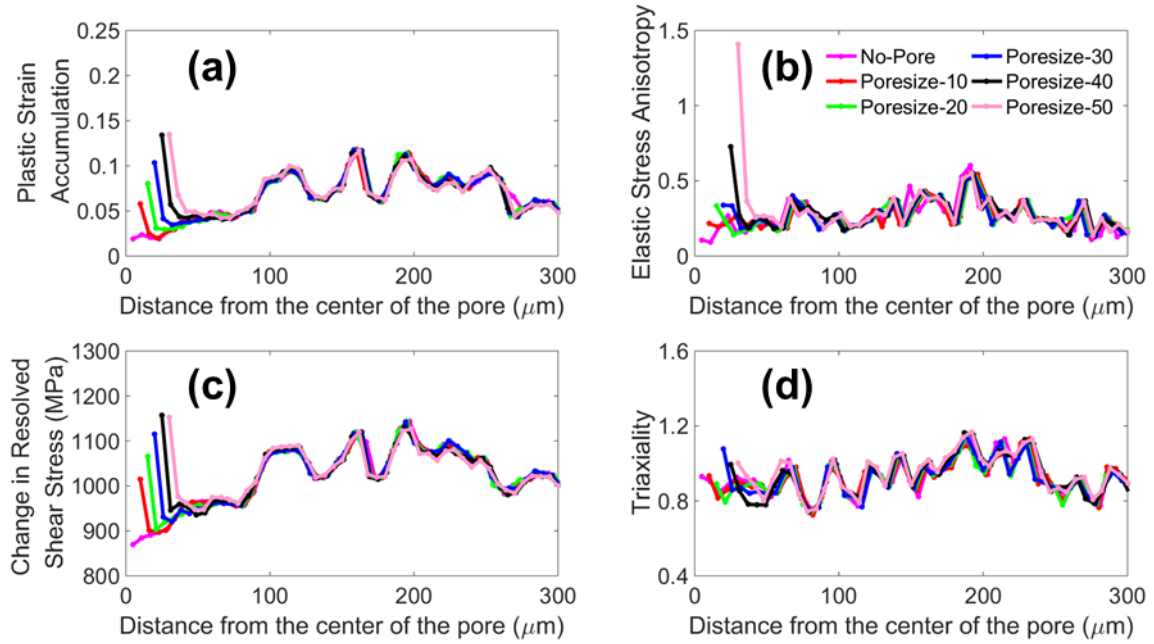 0.25
0.2
0.15
0.1
0.05
0
Plastic Strain
Accumulation
(a)
0 100 200 300
Distance from the center of the pore (μm)
1.5
1
0.5
0
Elastic Stress Anisotropy
(b)
No-Pore
Poresize-10
Poresize-20
Poresize-30
Poresize-40
Poresize-50
0 100 200 300
Distance from the center of the pore (μm)
1300
1200
1100
1000
900
800
Change in Resolved
Shear Stress (MPa)
(c)
0 100 200 300
Distance from the center of the pore (μm)
1.6
1.2
0.8
0.4
Triaxiality
(d)
0 100 200 300
Distance from the center of the pore (μm)